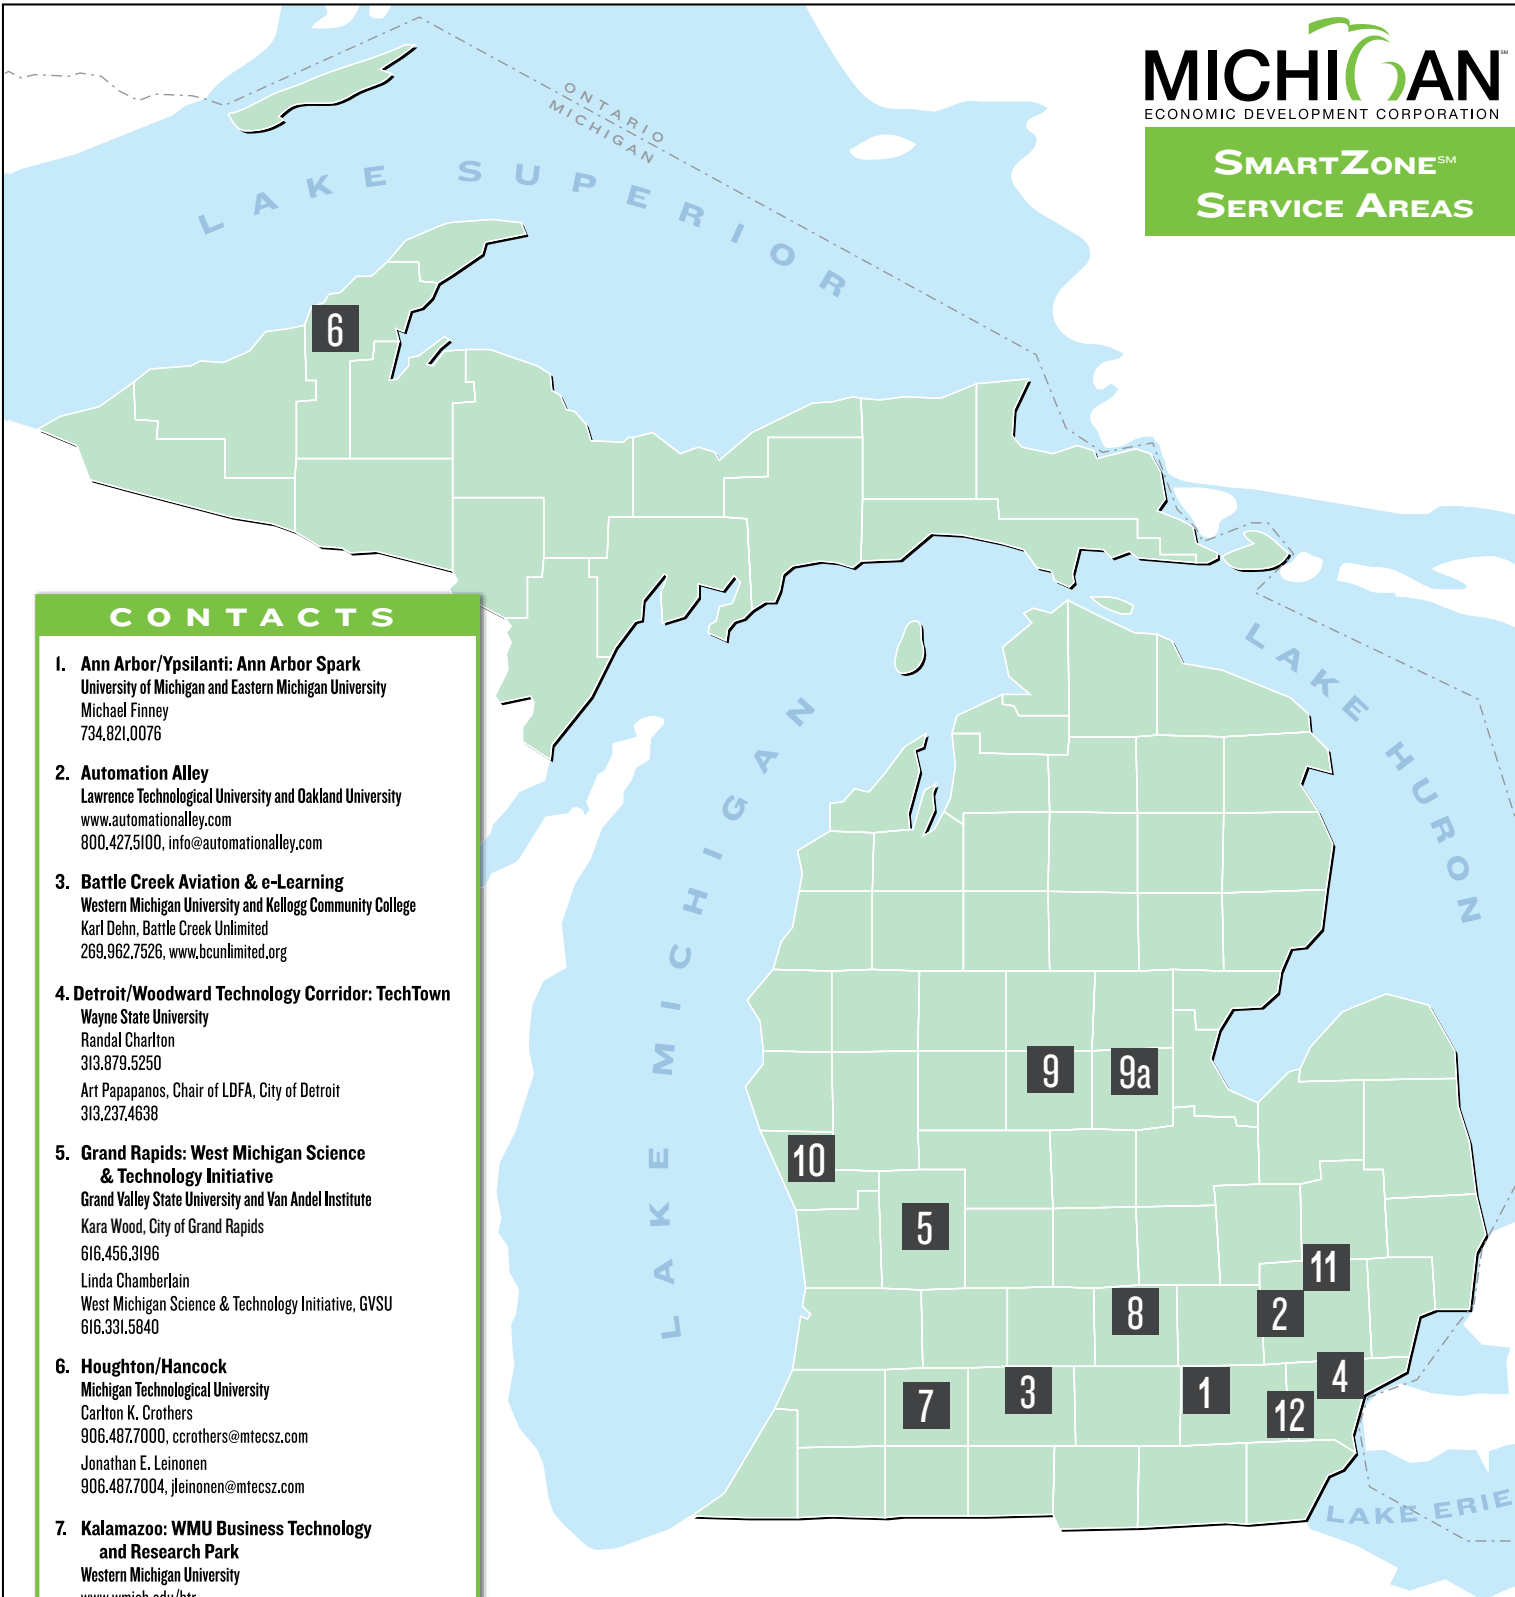 MICHIGAN SM
ECONOMIC DEVELOPMENT CORPORATION
SMARTZONE SM
SERVICE AREAS
ONTARIO
MICHIGAN
LAKE SUPERIOR
6
LAKE HURON
LAKE MICHIGAN
9
9a
10
5
11
8
2
3
7
1
4
12
LAKE ERIE
CONTACTS
1. Ann Arbor/Ypsilanti: Ann Arbor Spark
University of Michigan and Eastern Michigan University
Michael Finney
734.821.0076
2. Automation Alley
Lawrence Technological University and Oakland University
www.automationalley.com
800.427.5100, info@automationalley.com
3. Battle Creek Aviation & e-Learning
Western Michigan University and Kellogg Community College
Karl Dehn, Battle Creek Unlimited
269.962.7526, www.bcunlimited.org
4. Detroit/Woodward Technology Corridor: TechTown
Wayne State University
Randal Charlton
313.879.5250
Art Papapanos, Chair of LDFA, City of Detroit
313.237.4638
5. Grand Rapids: West Michigan Science
& Technology Initiative
Grand Valley State University and Van Andel Institute
Kara Wood, City of Grand Rapids
616.456.3196
Linda Chamberlain
West Michigan Science & Technology Initiative, GVSU
616.331.5840
6. Houghton/Hancock
Michigan Technological University
Carlton K. Crothers
906.487.7000, ccrothers@mtecsz.com
Jonathan E. Leinonen
906.487.7004, jleinonen@mtecsz.com
7. Kalamazoo: WMU Business Technology
and Research Park
Western Michigan University